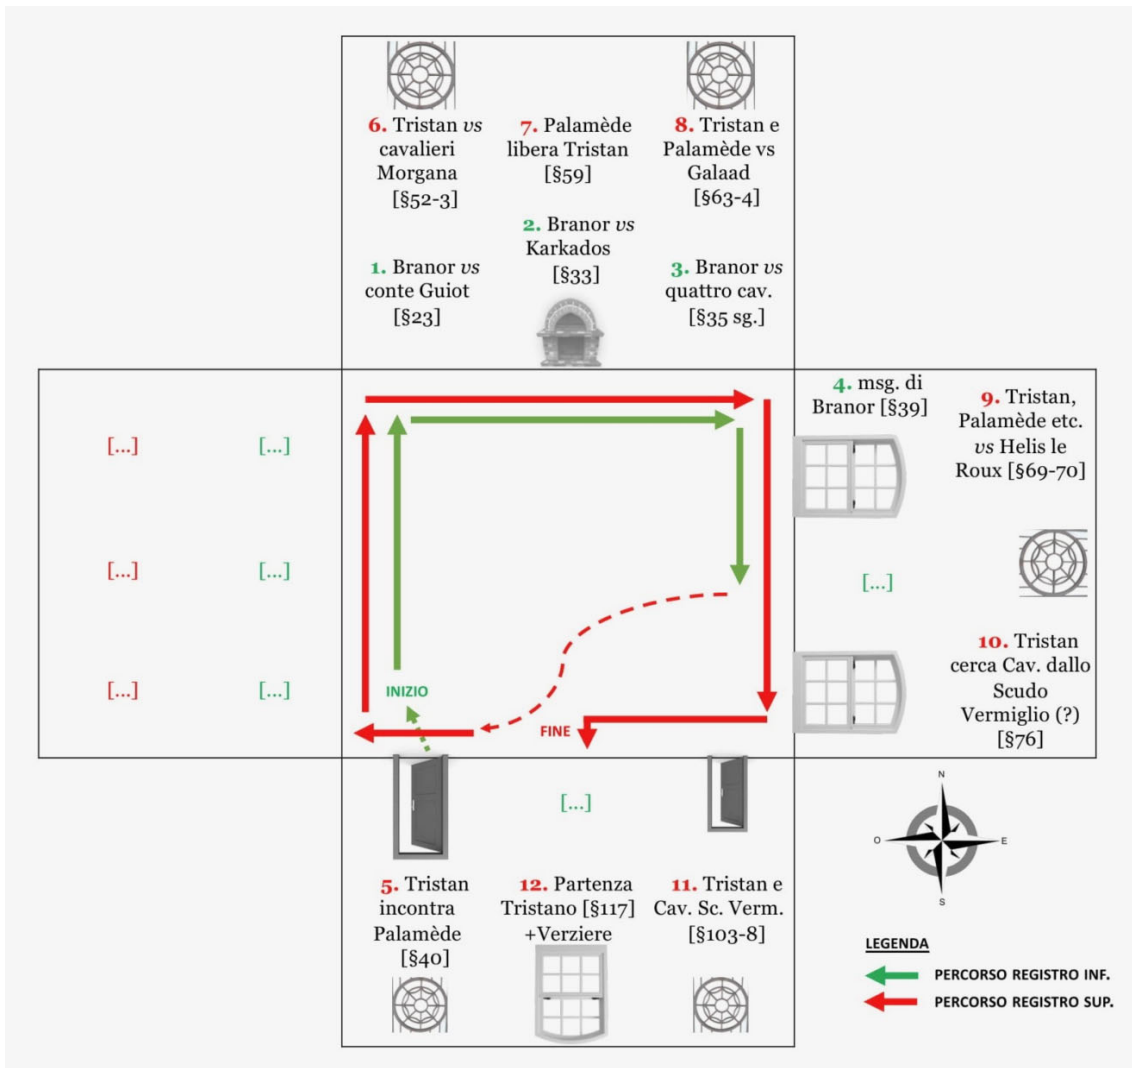 6. Tristan vs
cavalieri
Morgana
[§52-3]
7. Palamède
libera Tristan
[§59]
8. Tristan e
Palamède vs
Galaad
[§63-4]
1. Branor vs
conte Guiot
[§23]
2. Branor vs
Karkados
[§33]
3. Branor vs
quattro cav.
[§35 sg.]
4. msg. di
Branor [§39]
9. Tristan,
Palamède etc.
vs Helis le
Roux [§69-70]
[...]
[...]
[...]
[...]
[...]
[...]
[...]
10. Tristan
cerca Cav. dallo
Scudo
Vermiglio (?)
[§76]
INIZIO
FINE
[...]
5. Tristan
incontra
Palamède
[§40]
12. Partenza
Tristano [§117]
+Verziere
11. Tristan e
Cav. Sc. Verm.
[§103-8]
N
O
E
S
LEGENDA
PERCORSO REGISTRO INF.
PERCORSO REGISTRO SUP.